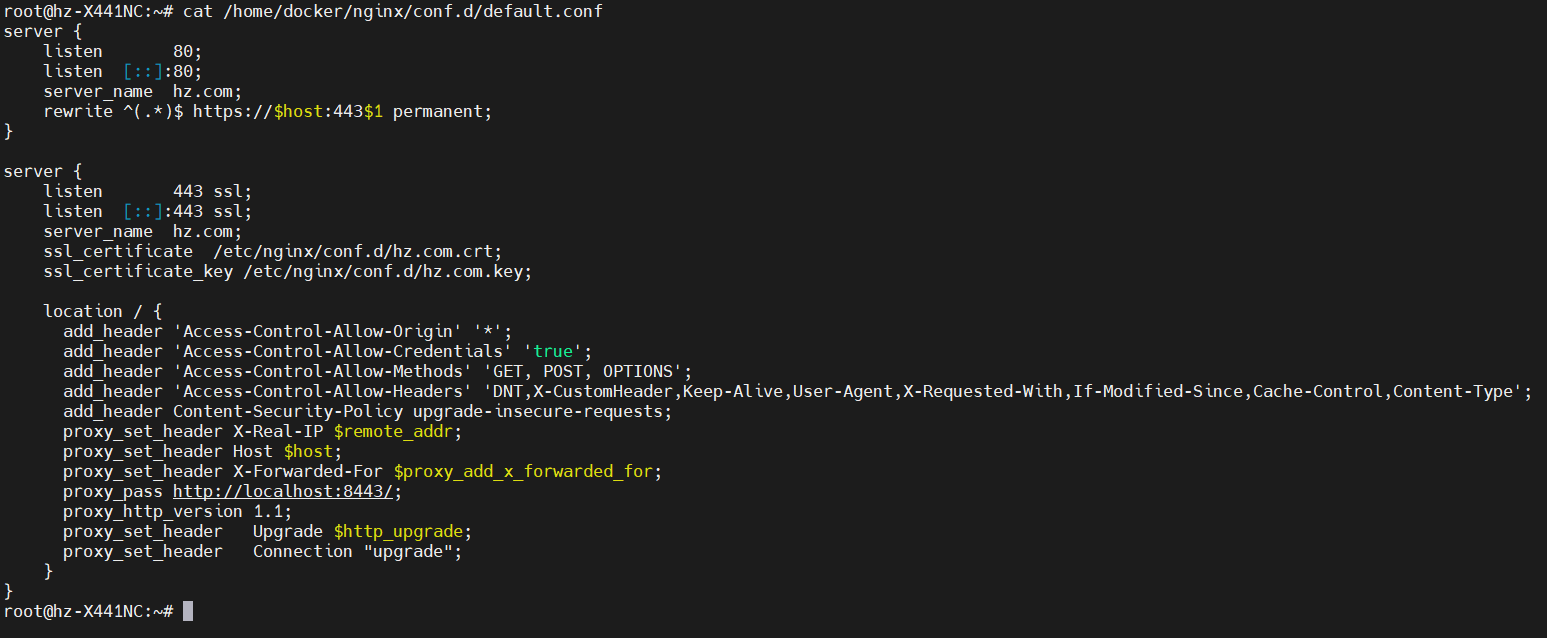 root@hz-X441NC:~# cat /home/docker/nginx/conf.d/default.conf
server {
    listen       80;
    listen  [::]:80;
    server_name  hz.com;
    rewrite ^(.*)$ https://$host:443$1 permanent;
}

server {
    listen       443 ssl;
    listen  [::]:443 ssl;
    server_name  hz.com;
    ssl_certificate  /etc/nginx/conf.d/hz.com.crt;
    ssl_certificate_key /etc/nginx/conf.d/hz.com.key;

    location / {
      add_header 'Access-Control-Allow-Origin' '*';
      add_header 'Access-Control-Allow-Credentials' 'true';
      add_header 'Access-Control-Allow-Methods' 'GET, POST, OPTIONS';
      add_header 'Access-Control-Allow-Headers' 'DNT,X-CustomHeader,Keep-Alive,User-Agent,X-Requested-With,If-Modified-Since,Cache-Control,Content-Type';
      add_header Content-Security-Policy upgrade-insecure-requests;
      proxy_set_header X-Real-IP $remote_addr;
      proxy_set_header Host $host;
      proxy_set_header X-Forwarded-For $proxy_add_x_forwarded_for;
      proxy_pass http://localhost:8443/;
      proxy_http_version 1.1;
      proxy_set_header   Upgrade $http_upgrade;
      proxy_set_header   Connection "upgrade";
    }
}
root@hz-X441NC:~#